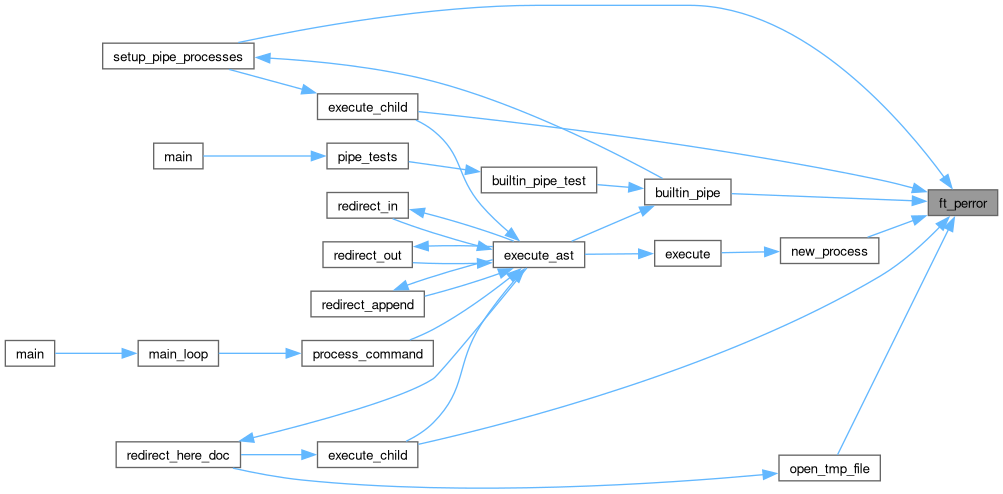 setup_pipe_processes
execute_child
main
pipe_tests
builtin_pipe_test
builtin_pipe
ft_perror
redirect_in
redirect_out
execute_ast
execute
new_process
redirect_append
main
main_loop
process_command
redirect_here_doc
execute_child
open_tmp_file